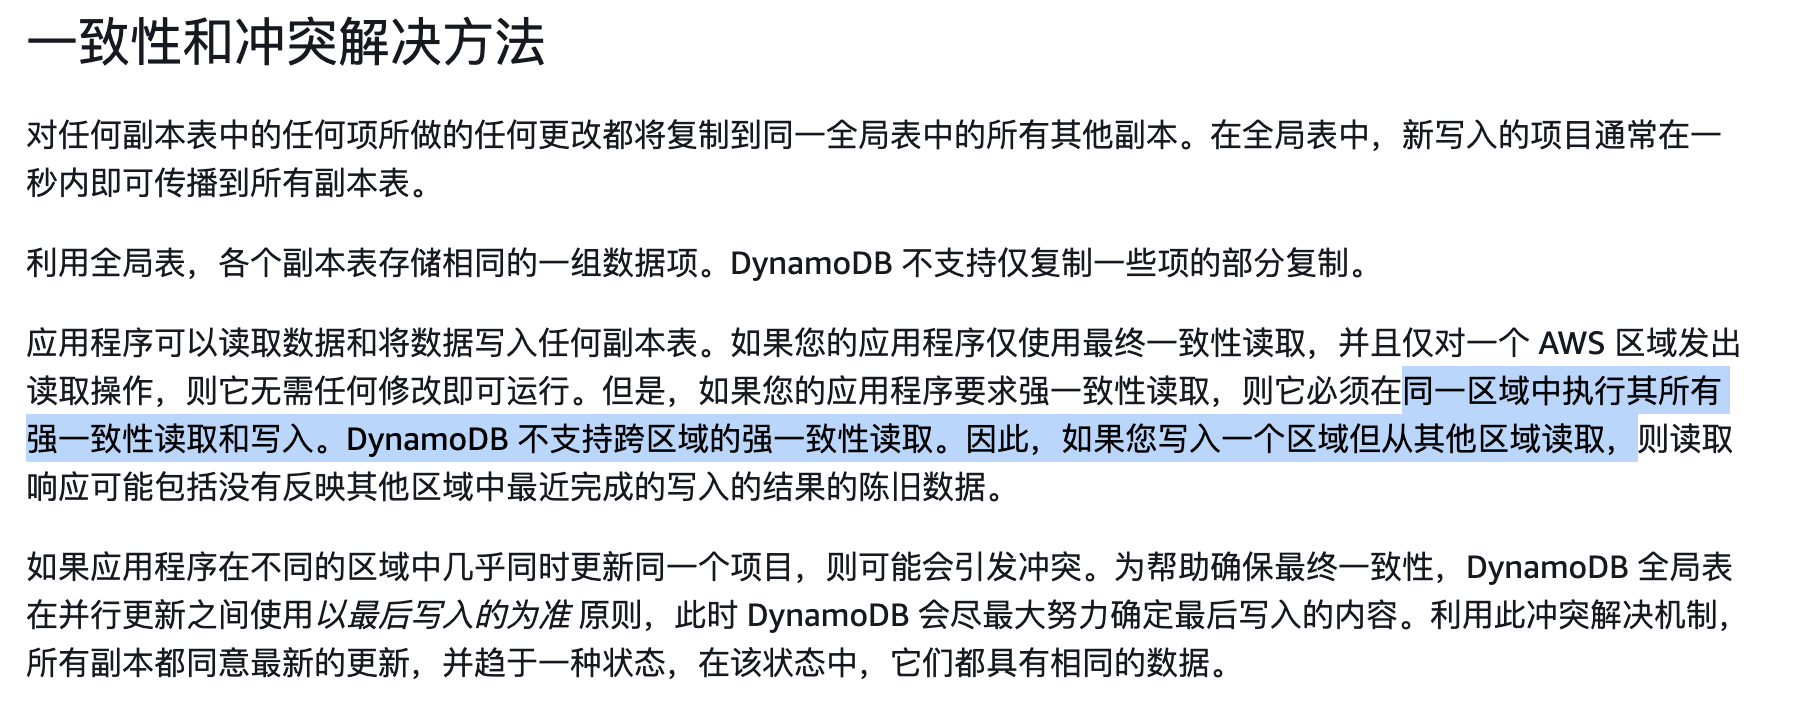 一致性和冲突解决方法
对任何副本表中的任何项所做的任何更改都将复制到同一全局表中的所有其他副本。在全局表中，新写入的项目通常在一
秒内即可传播到所有副本表。
利用全局表，各个副本表存储相同的一组数据项。DynamoDB 不支持仅复制一些项的部分复制。
应用程序可以读取数据和将数据写入任何副本表。如果您的应用程序仅使用最终一致性读取，并且仅对一个 AWS 区域发出
读取操作，则它无需任何修改即可运行。但是，如果您的应用程序要求强一致性读取，则它必须在同一区域中执行其所有
强一致性读取和写入。DynamoDB 不支持跨区域的强一致性读取。因此，如果您写入一个区域但从其他区域读取，则读取
响应可能包括没有反映其他区域中最近完成的写入的结果的陈旧数据。
如果应用程序在不同的区域中几乎同时更新同一个项目，则可能会引发冲突。为帮助确保最终一致性，DynamoDB 全局表
在并行更新之间使用以最后写入的为准 原则，此时 DynamoDB 会尽最大努力确定最后写入的内容。利用此冲突解决机制，
所有副本都同意最新的更新，并趋于一种状态，在该状态中，它们都具有相同的数据。